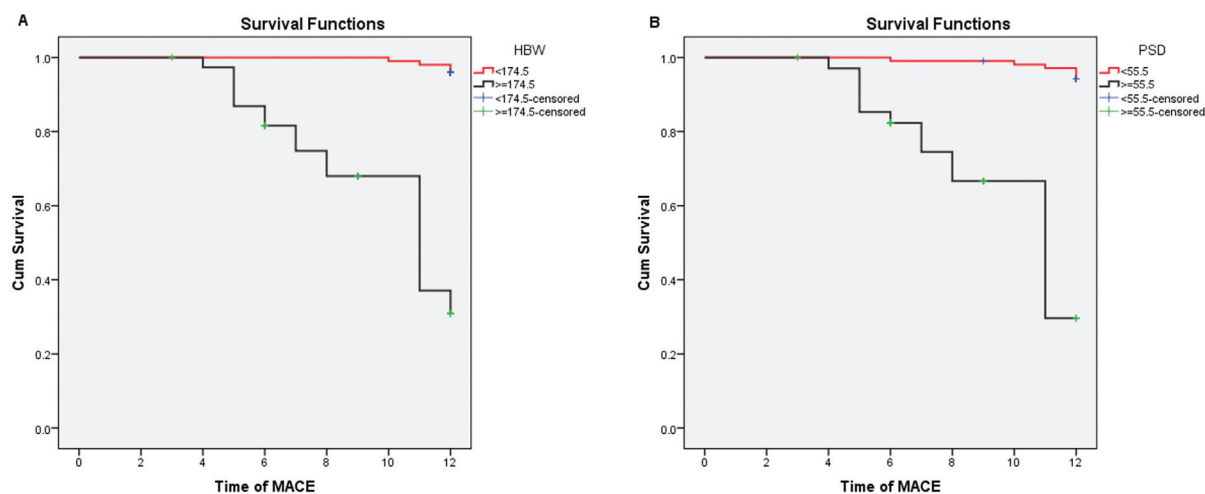 A
Survival Functions
HBW
<174.5
>=174.5
<174.5-censored
>=174.5-censored
1.0
0.8
0.6
0.4
0.2
0.0
Cum Survival
0 2 4 6 8 10 12
Time of MACE
B
Survival Functions
PSD
<55.5
>=55.5
<55.5-censored
>=55.5-censored
1.0
0.8
0.6
0.4
0.2
0.0
Cum Survival
0 2 4 6 8 10 12
Time of MACE